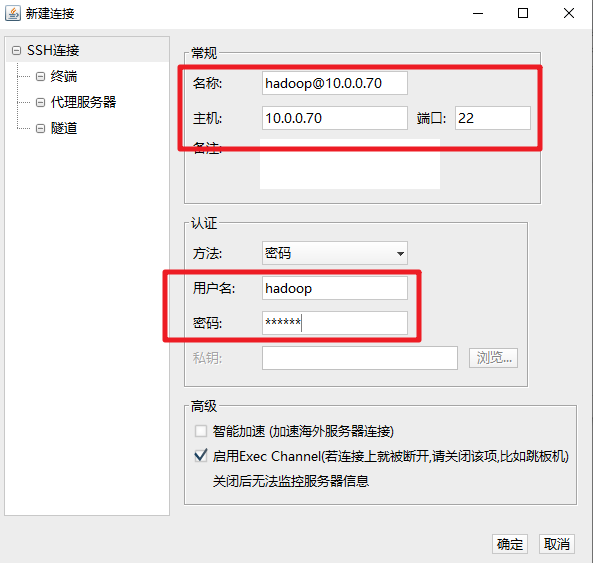 新建连接
SSH连接
终端
代理服务器
隧道
常规
名称: hadoop@10.0.0.70
主机: 10.0.0.70 端口: 22
备注:
认证
方法: 密码
用户名: hadoop
密码: ******
私钥: 浏览...
高级
智能加速 (加速海外服务器连接)
启用Exec Channel(若连接上就被断开,请关闭该项,比如跳板机)
关闭后无法监控服务器信息
确定 取消